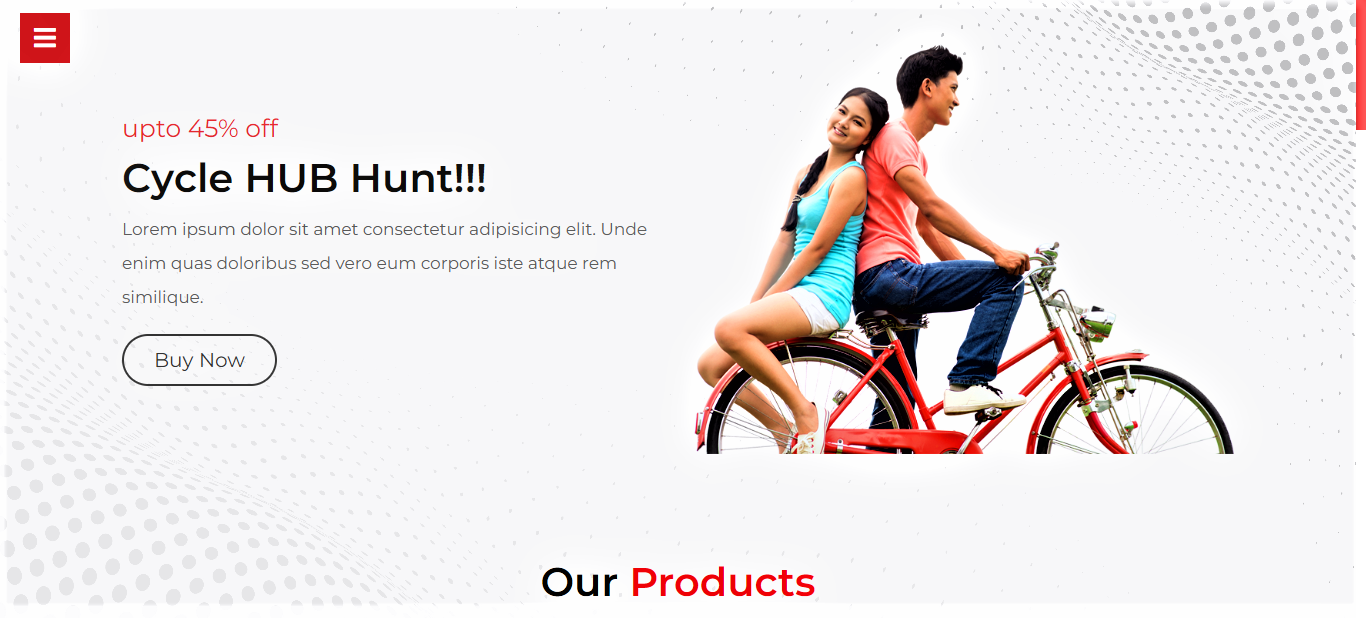 upto 45% off
Cycle HUB Hunt!!!
Lorem ipsum dolor sit amet consectetur adipisicing elit. Unde
enim quas doloribus sed vero eum corporis iste atque rem
similique.
Buy Now
Our Products